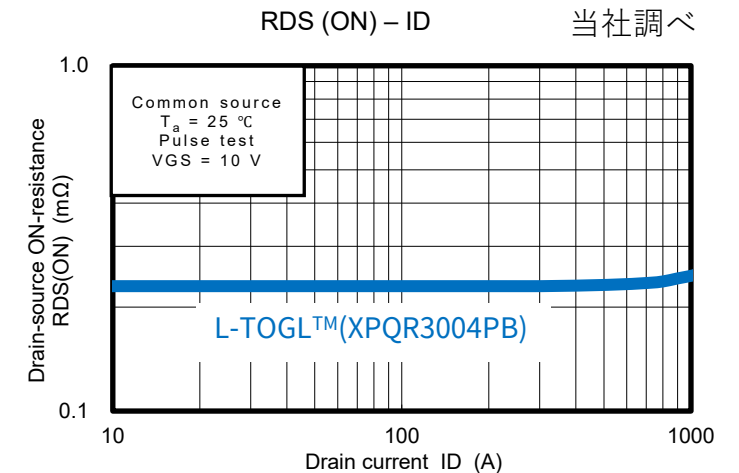 RDS (ON) – ID
当社調べ
1.0
Common source
Ta = 25 ℃
Pulse test
VGS = 10 V
Drain-source ON-resistance
RDS(ON) (mΩ)
L-TOGL™(XPQR3004PB)
0.1
10
100
1000
Drain current ID (A)